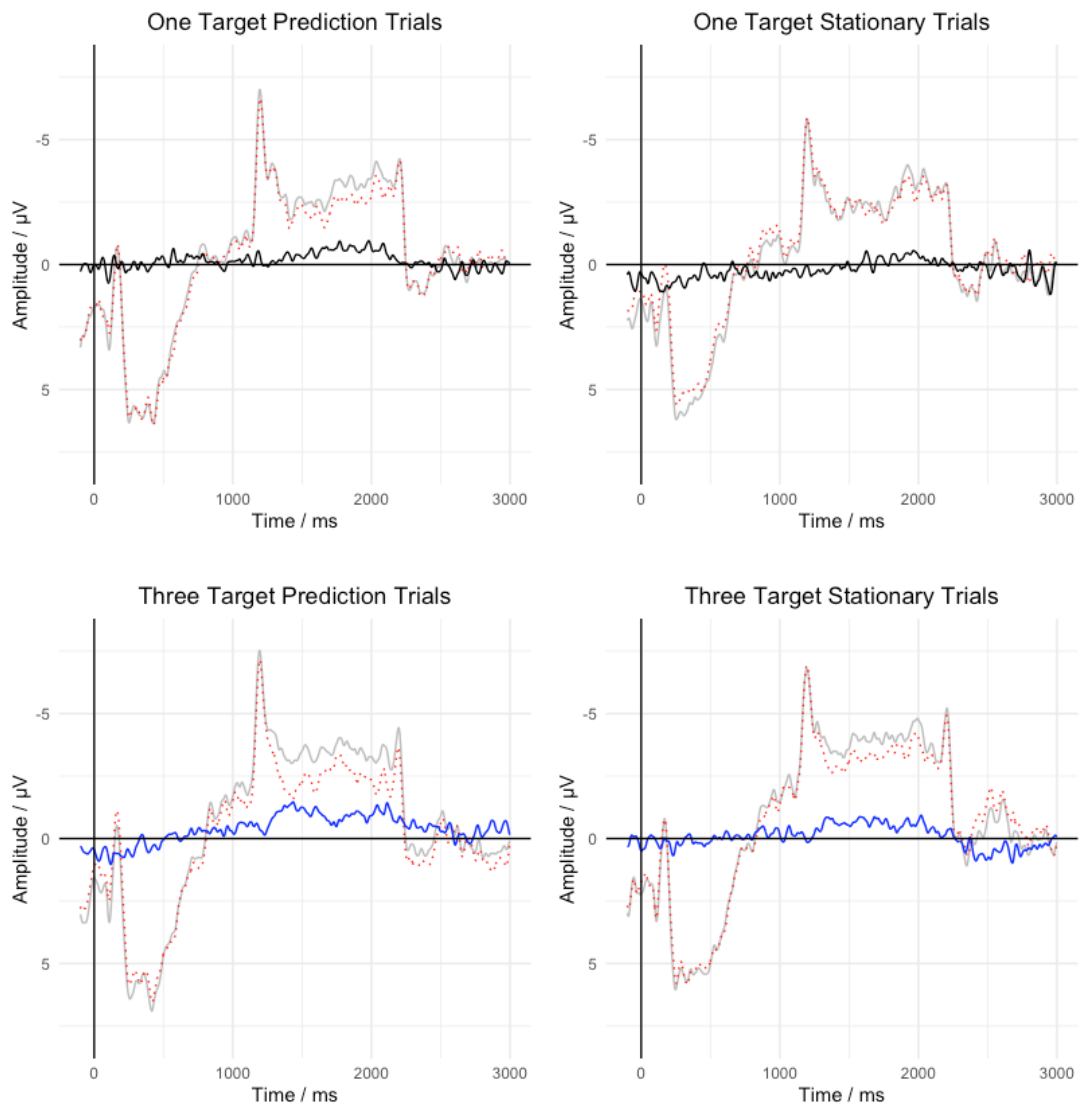 One Target Prediction Trials
-5
0
5
Amplitude / µV
0 1000 2000 3000
Time / ms
One Target Stationary Trials
-5
0
5
Amplitude / µV
0 1000 2000 3000
Time / ms
Three Target Prediction Trials
-5
0
5
Amplitude / µV
0 1000 2000 3000
Time / ms
Three Target Stationary Trials
-5
0
5
Amplitude / µV
0 1000 2000 3000
Time / ms